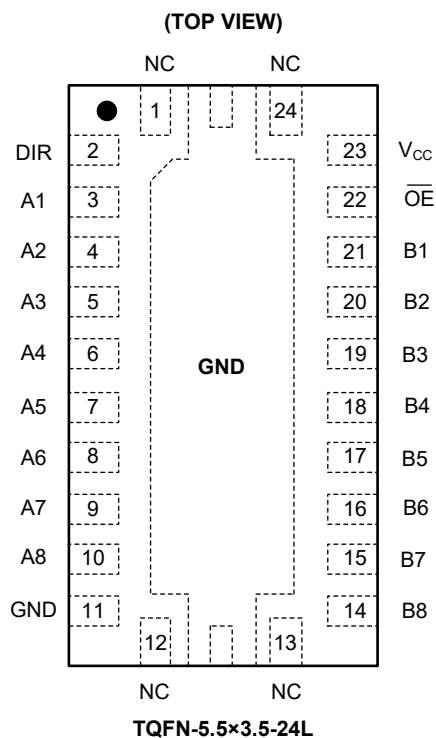 (TOP VIEW)
NC NC
1 24
DIR 2 23 VCC
A1 3 22 O̅E̅
A2 4 21 B1
A3 5 20 B2
A4 6 19 B3
GND
A5 7 18 B4
A6 8 17 B5
A7 9 16 B6
A8 10 15 B7
GND 11 14 B8
12 13
NC NC
TQFN-5.5×3.5-24L